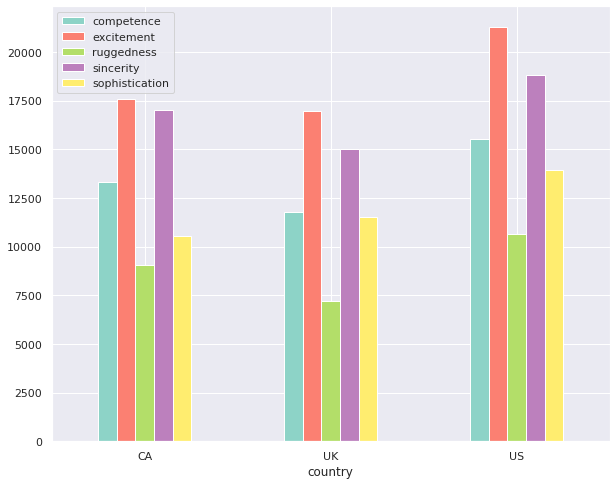 competence
excitement
ruggedness
sincerity
sophistication
20000
17500
15000
12500
10000
7500
5000
2500
0
CA UK US
country